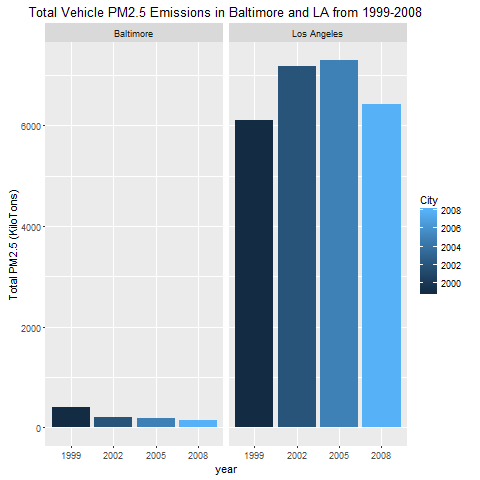 Total Vehicle PM2.5 Emissions in Baltimore and LA from 1999-2008
Baltimore
Los Angeles
Total PM2.5 (KiloTons)
6000
4000
2000
0
1999 2002 2005 2008
1999 2002 2005 2008
year
City
2008
2006
2004
2002
2000